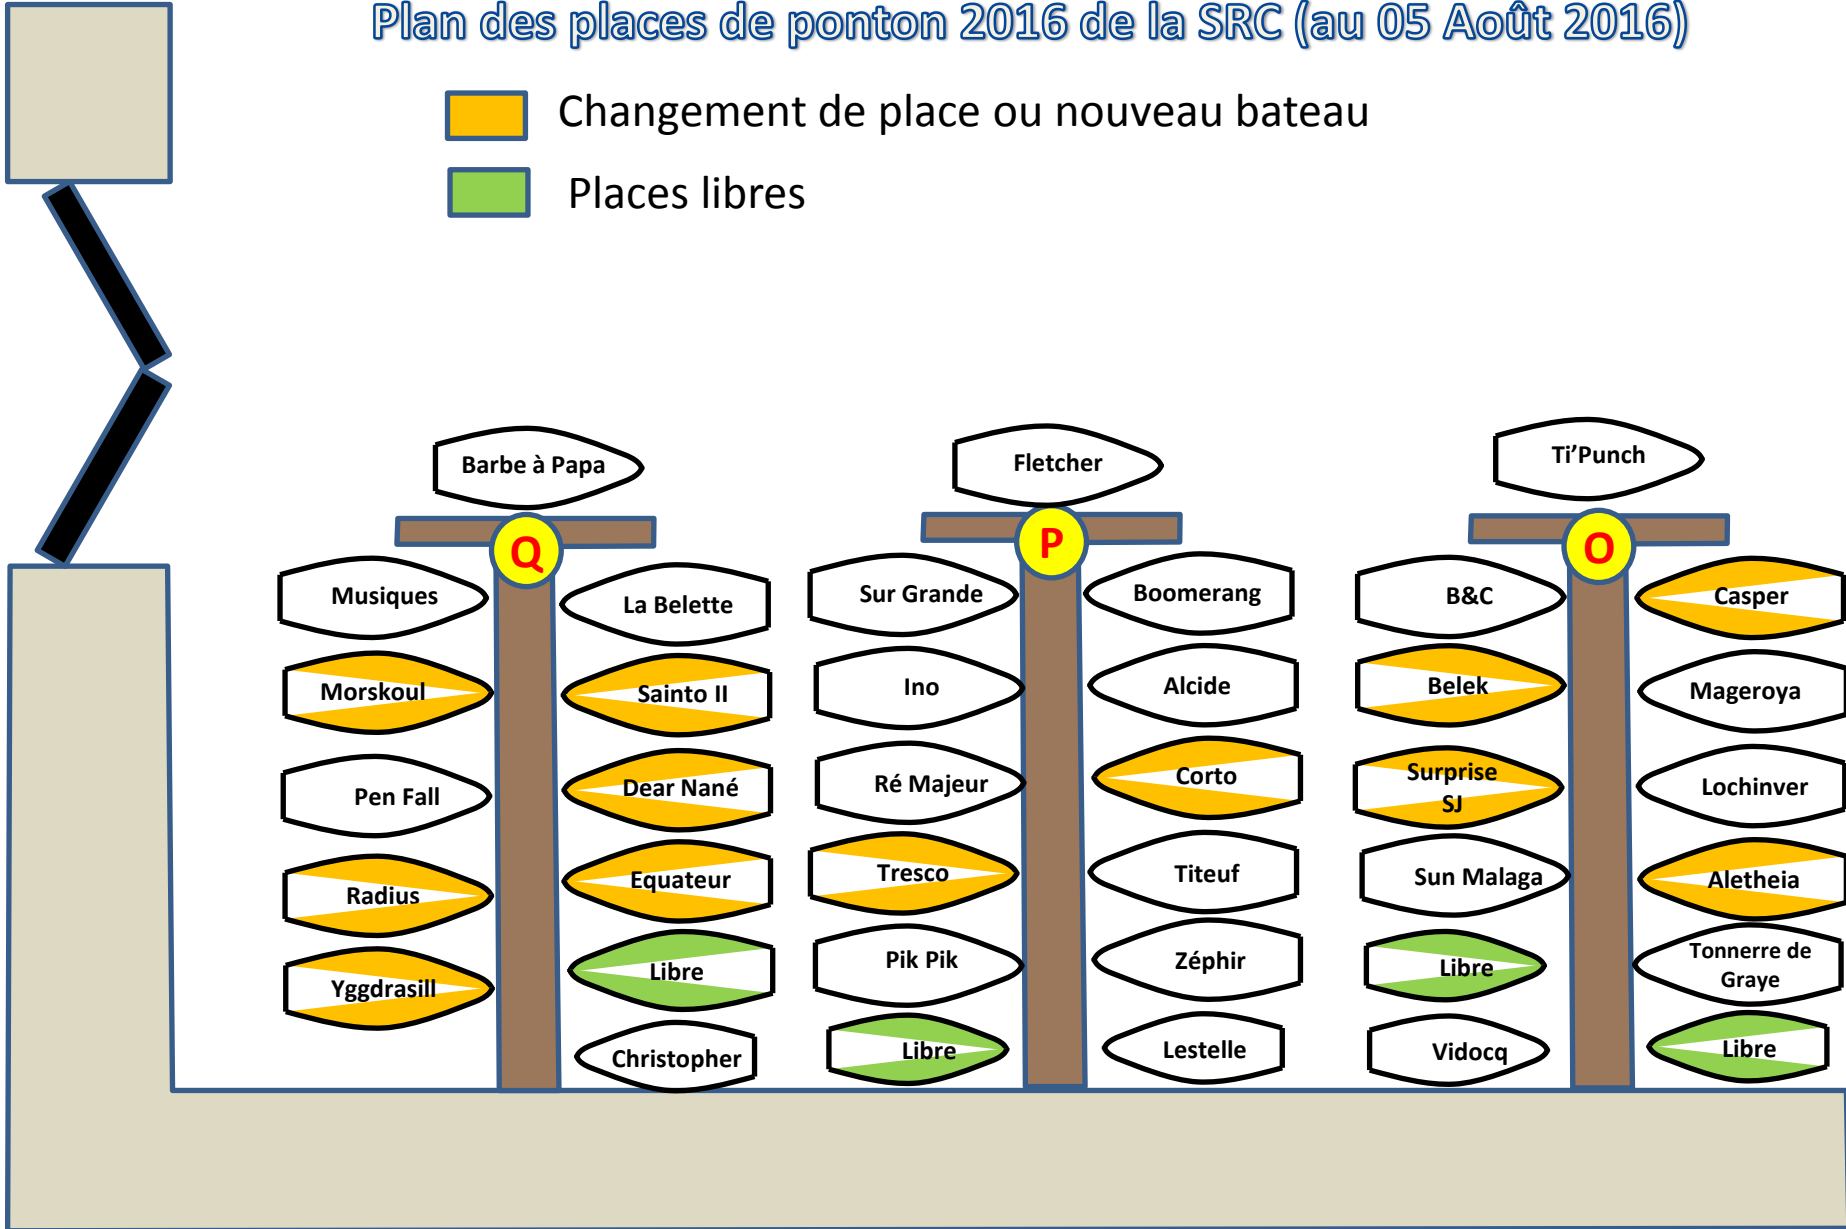 Plan des places de ponton 2016 de la SRC (au 05 Août 2016)
Changement de place ou nouveau bateau
Places libres
Barbe à Papa
Q
Musiques
La Belette
Morskoul
Sainto II
Pen Fall
Dear Nané
Radius
Equateur
Yggdrasill
Libre
Christopher
Fletcher
P
Sur Grande
Boomerang
Ino
Alcide
Ré Majeur
Corto
Tresco
Titeuf
Pik Pik
Zéphir
Libre
Lestelle
Ti’Punch
O
B&C
Casper
Belek
Mageroya
Surprise
SJ
Lochinver
Sun Malaga
Aletheia
Libre
Tonnerre de
Graye
Vidocq
Libre